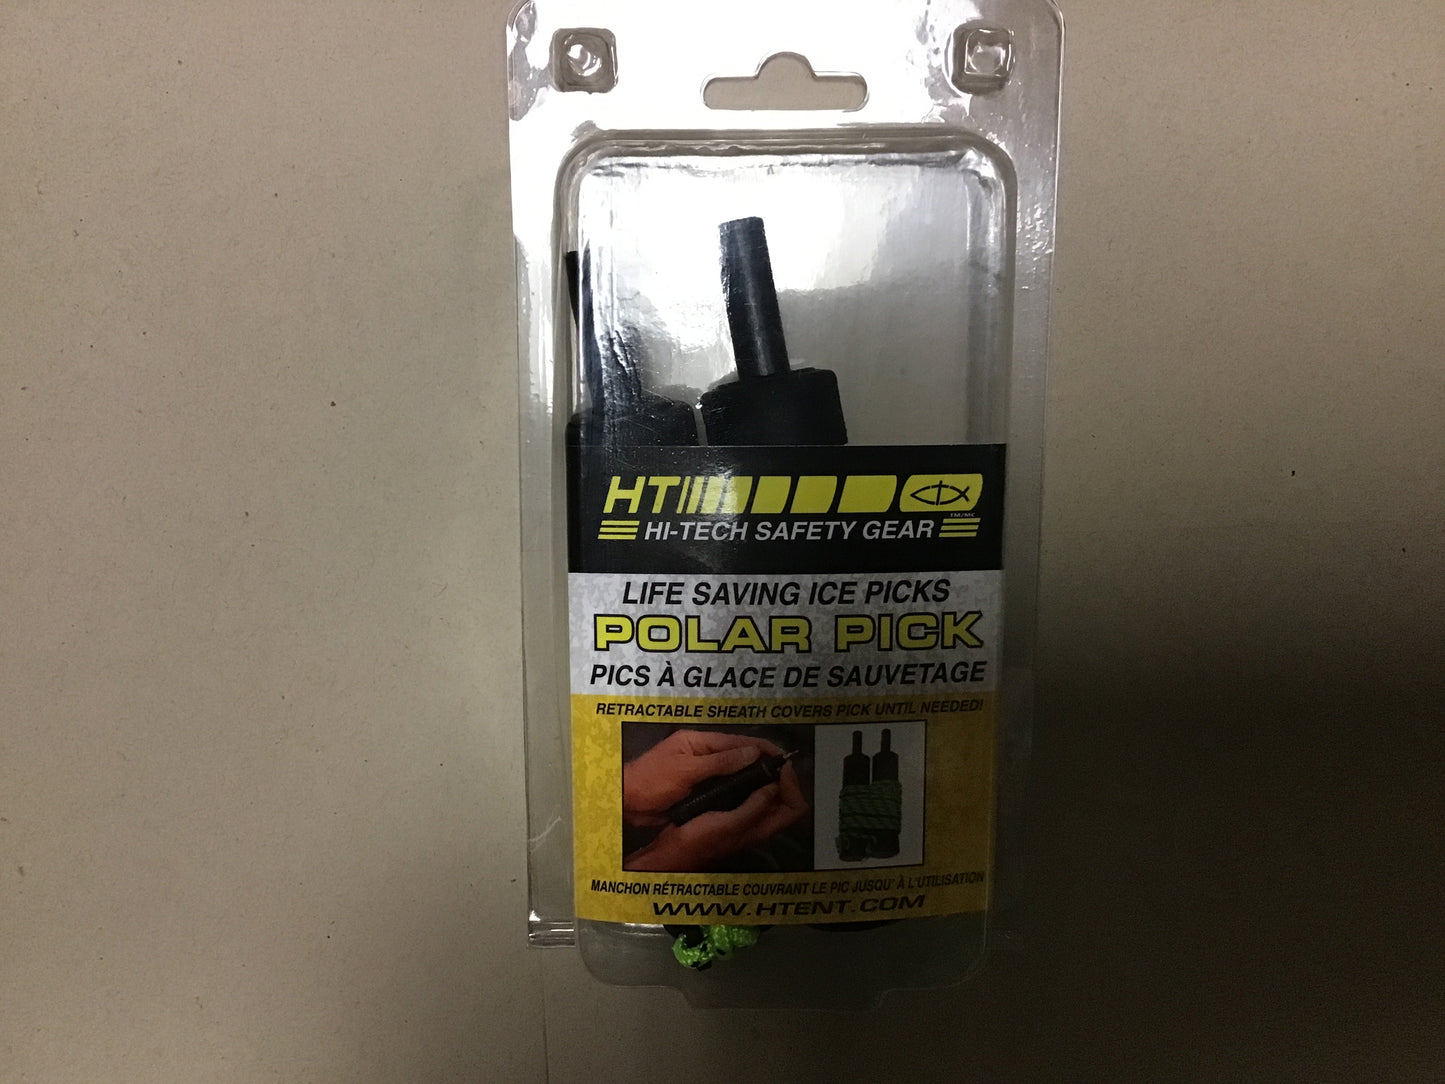 HT
TM/MC
HI-TECH SAFETY GEAR
LIFE SAVING ICE PICKS
POLAR PICK
PICS À GLACE DE SAUVETAGE
RETRACTABLE SHEATH COVERS PICK UNTIL NEEDED!
MANCHON RÉTRACTABLE COUVRANT LE PIC JUSQU' À L'UTILISATION
WWW.HTENT.COM